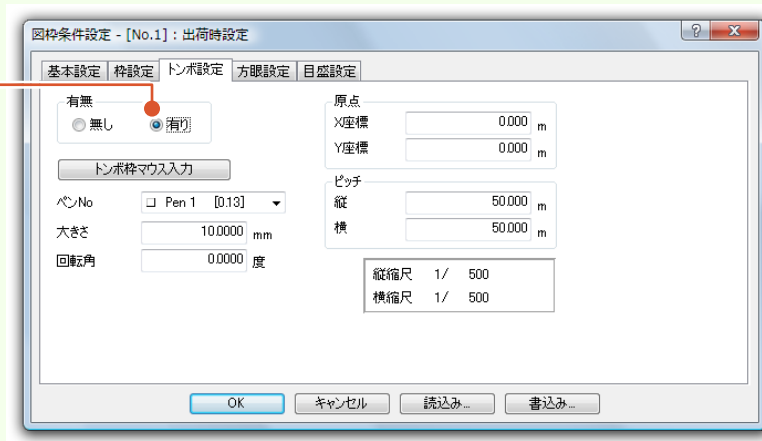 図枠条件設定 - [No.1] : 出荷時設定
基本設定 枠設定 トンボ設定 方眼設定 目盛設定
有無
無し 有り
トンボ枠マウス入力
ペンNo Pen 1 [0.13]
大きさ 10.0000 mm
回転角 0.0000 度
原点
X座標 0.000 m
Y座標 0.000 m
ピッチ
縦 50.000 m
横 50.000 m
縦縮尺 1/ 500
横縮尺 1/ 500
OK キャンセル 読込み... 書込み...